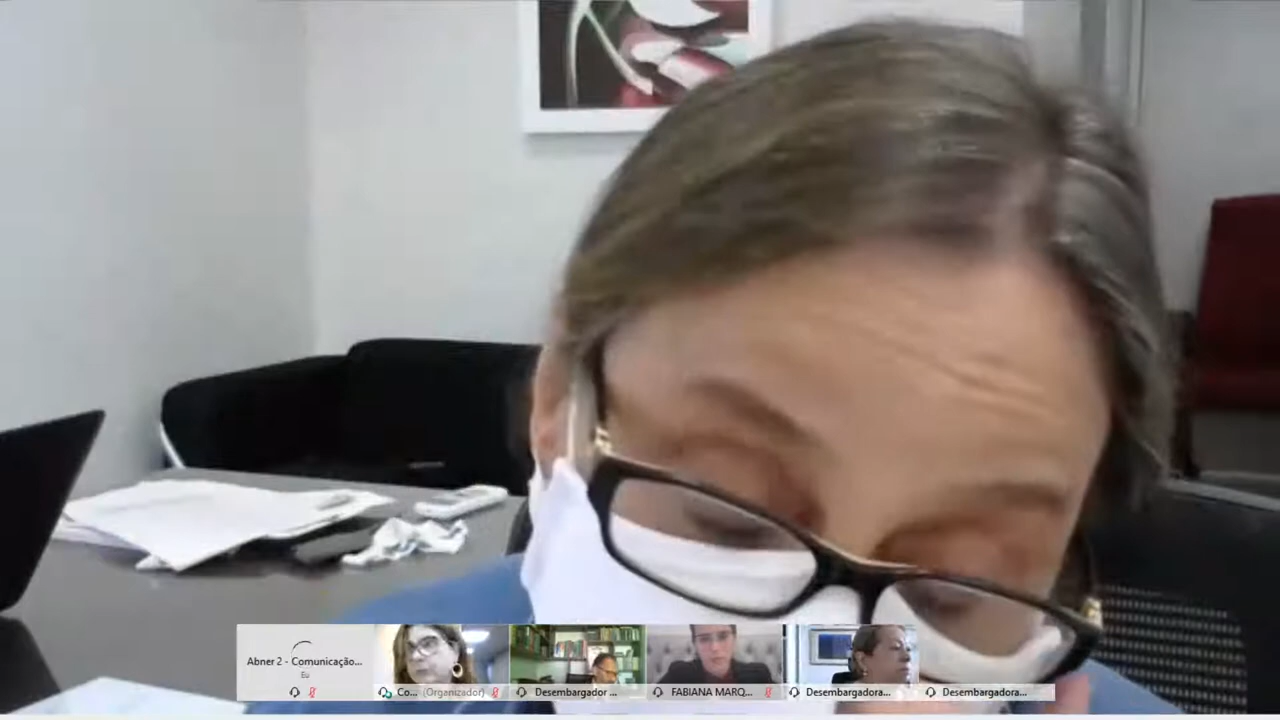 Abner 2 - Comunicação...
Eu
Co... (Organizador)
Desembargador ...
FABIANA MARQ...
Desembargadora...
Desembargadora...